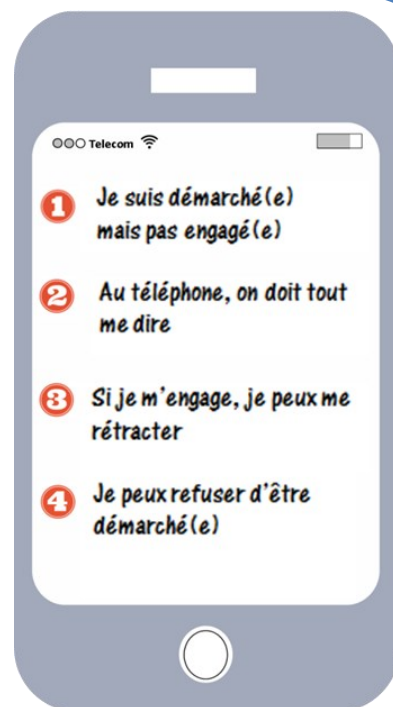 Telecom
1 Je suis démarché(e)
mais pas engagé(e)
2 Au téléphone, on doit tout
me dire
3 Si je m'engage, je peux me
rétracter
4 Je peux refuser d'être
démarché(e)